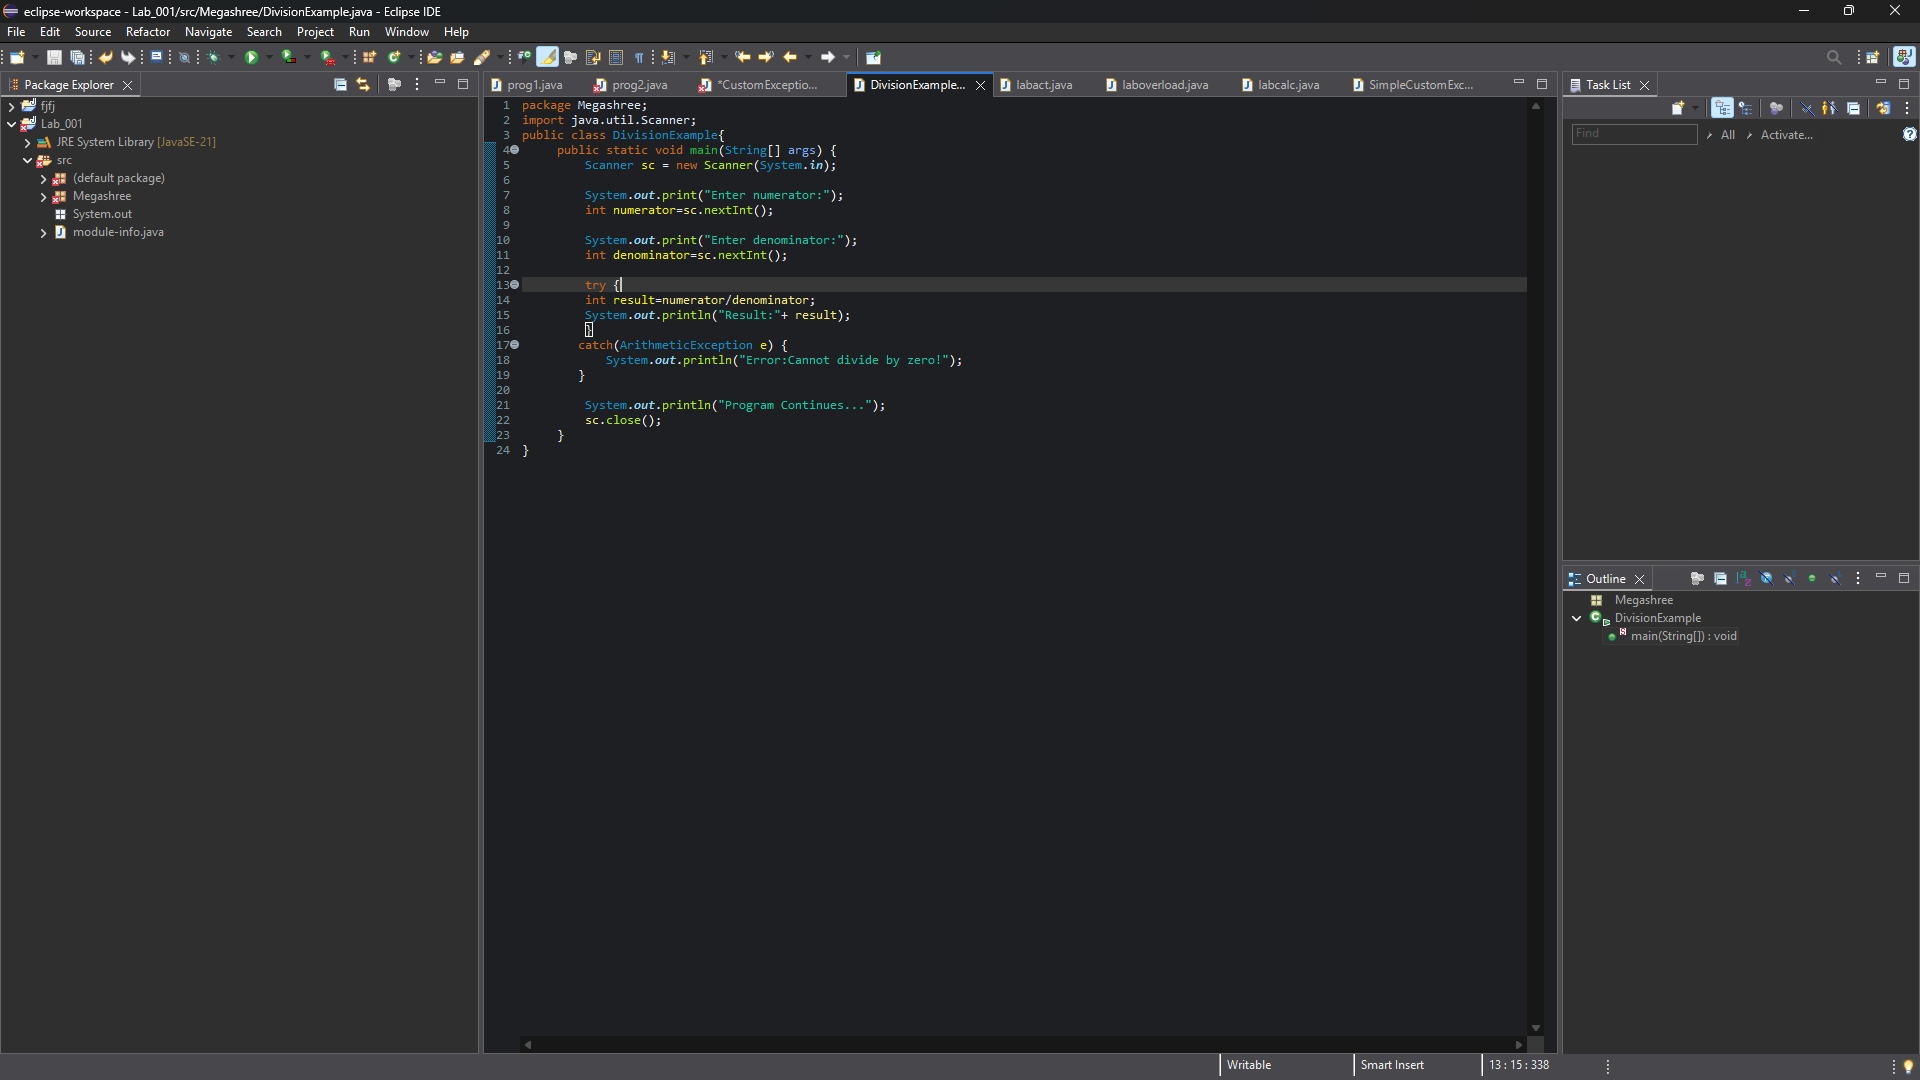 eclipse-workspace - Lab_001/src/Megashree/DivisionExample.java - Eclipse IDE
File Edit Source Refactor Navigate Search Project Run Window Help
Package Explorer
fjfj
Lab_001
JRE System Library [JavaSE-21]
src
(default package)
Megashree
System.out
module-info.java
prog1.java prog2.java *CustomExceptio... DivisionExample... labact.java laboverload.java labcalc.java SimpleCustomExc...
1 package Megashree;
2 import java.util.Scanner;
3 public class DivisionExample{
4 public static void main(String[] args) {
5 Scanner sc = new Scanner(System.in);
6
7 System.out.print("Enter numerator:");
8 int numerator=sc.nextInt();
9
10 System.out.print("Enter denominator:");
11 int denominator=sc.nextInt();
12
13 try {
14 int result=numerator/denominator;
15 System.out.println("Result:"+ result);
16 }
17 catch(ArithmeticException e) {
18 System.out.println("Error:Cannot divide by zero!");
19 }
20
21 System.out.println("Program Continues...");
22 sc.close();
23 }
24 }
Task List
Find All Activate...
Outline
Megashree
DivisionExample
main(String[]) : void
Writable Smart Insert 13 : 15 : 338